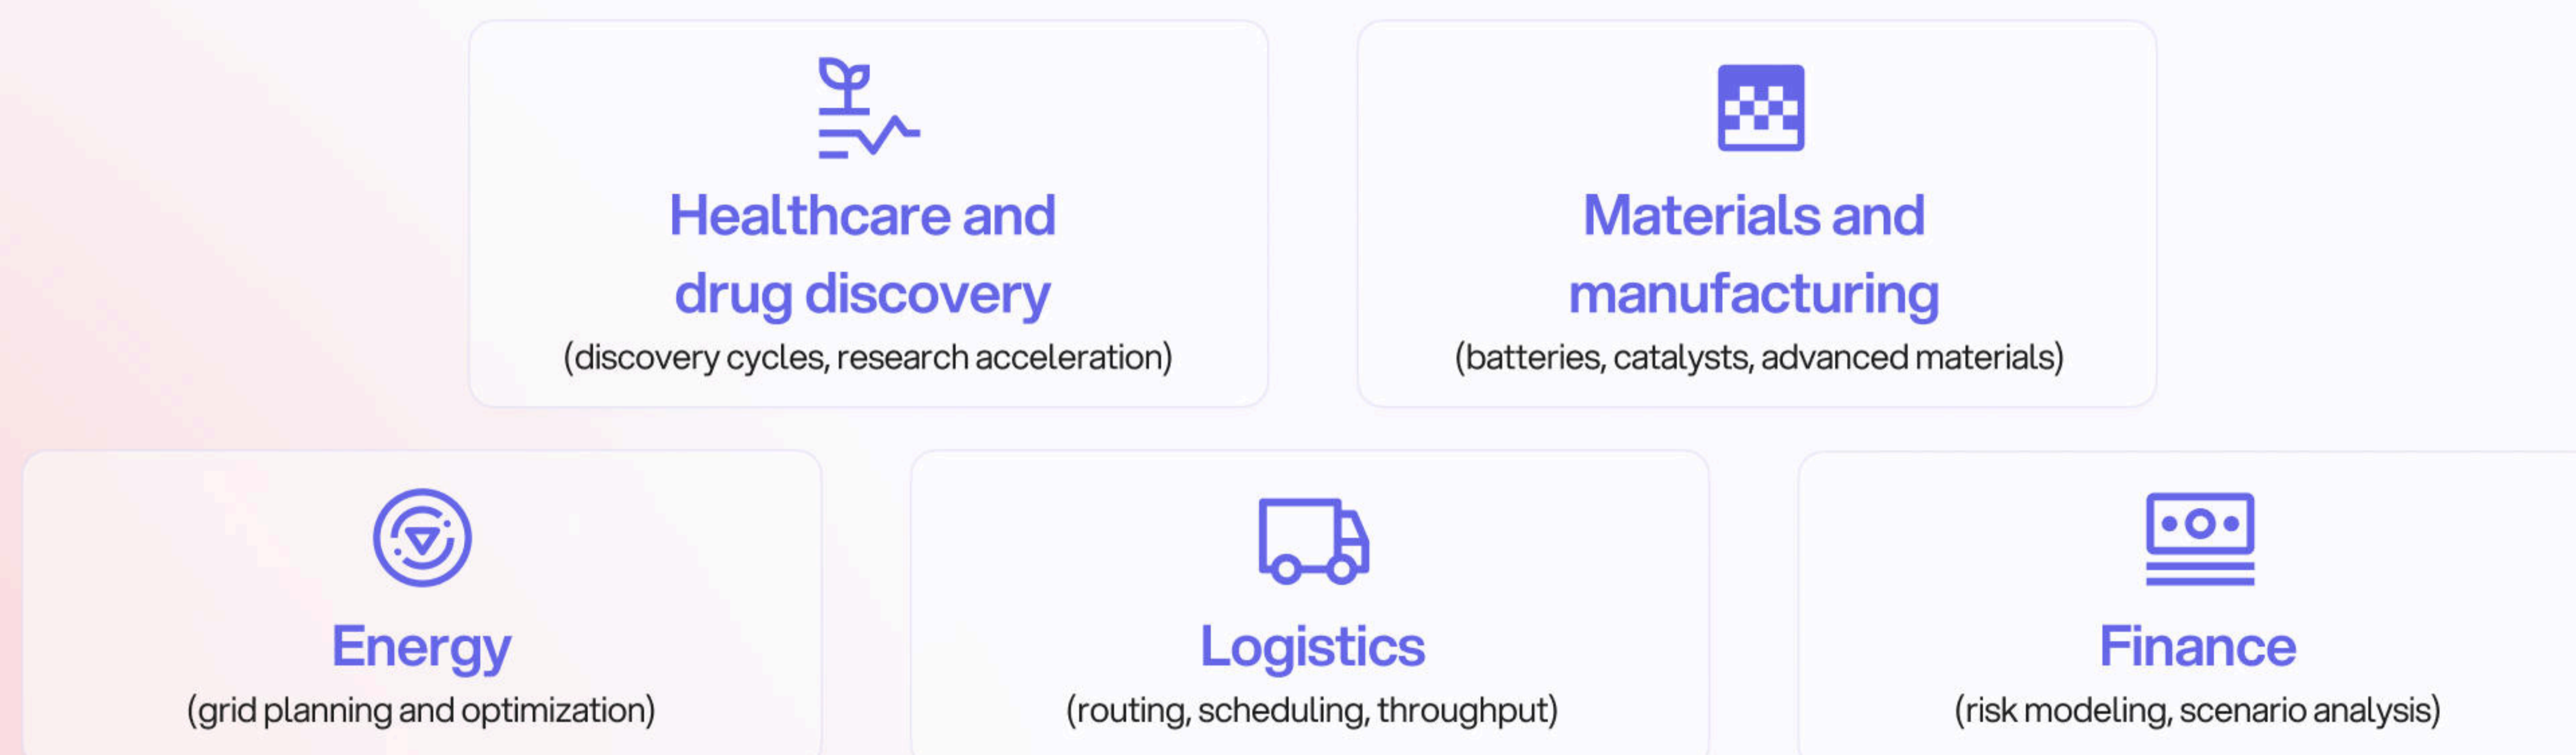 Healthcare and
drug discovery
(discovery cycles, research acceleration)
Materials and
manufacturing
(batteries, catalysts, advanced materials)
Energy
(grid planning and optimization)
Logistics
(routing, scheduling, throughput)
Finance
(risk modeling, scenario analysis)